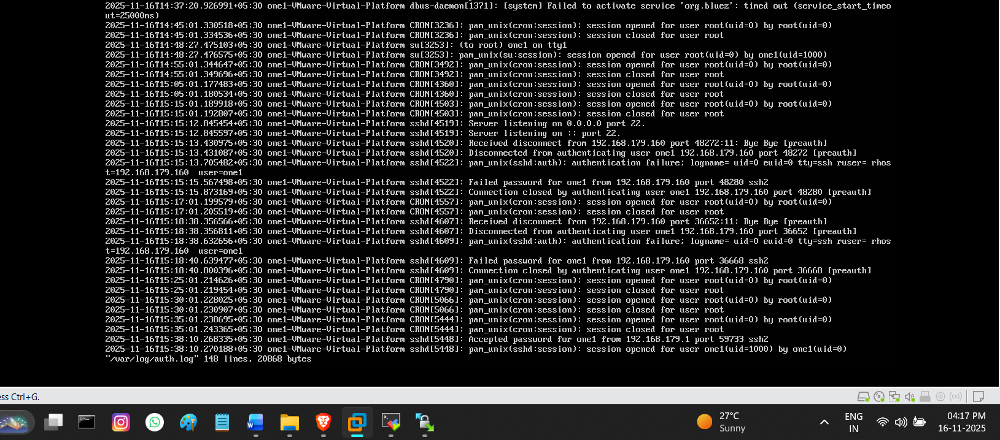 2025-11-16T14:37:20.926991+05:30 one1-VMware-Virtual-Platform dbus-daemon[1371]: [system] Failed to activate service 'org.bluez': timed out (service_start_timeo
ut=25000ms)
2025-11-16T14:45:01.330518+05:30 one1-VMware-Virtual-Platform CRON[3236]: pam_unix(cron:session): session opened for user root(uid=0) by root(uid=0)
2025-11-16T14:45:01.334536+05:30 one1-VMware-Virtual-Platform CRON[3236]: pam_unix(cron:session): session closed for user root
2025-11-16T14:48:27.475103+05:30 one1-VMware-Virtual-Platform su[3253]: (to root) one1 on tty1
2025-11-16T14:48:27.476575+05:30 one1-VMware-Virtual-Platform su[3253]: pam_unix(su:session): session opened for user root(uid=0) by one1(uid=1000)
2025-11-16T14:55:01.344647+05:30 one1-VMware-Virtual-Platform CRON[3492]: pam_unix(cron:session): session opened for user root(uid=0) by root(uid=0)
2025-11-16T14:55:01.349696+05:30 one1-VMware-Virtual-Platform CRON[3492]: pam_unix(cron:session): session closed for user root
2025-11-16T15:05:01.177483+05:30 one1-VMware-Virtual-Platform CRON[4360]: pam_unix(cron:session): session opened for user root(uid=0) by root(uid=0)
2025-11-16T15:05:01.180534+05:30 one1-VMware-Virtual-Platform CRON[4360]: pam_unix(cron:session): session closed for user root
2025-11-16T15:15:01.189918+05:30 one1-VMware-Virtual-Platform CRON[4503]: pam_unix(cron:session): session opened for user root(uid=0) by root(uid=0)
2025-11-16T15:15:01.192807+05:30 one1-VMware-Virtual-Platform CRON[4503]: pam_unix(cron:session): session closed for user root
2025-11-16T15:15:12.845454+05:30 one1-VMware-Virtual-Platform sshd[4519]: Server listening on 0.0.0.0 port 22.
2025-11-16T15:15:12.845597+05:30 one1-VMware-Virtual-Platform sshd[4519]: Server listening on :: port 22.
2025-11-16T15:15:13.430975+05:30 one1-VMware-Virtual-Platform sshd[4520]: Received disconnect from 192.168.179.160 port 48272:11: Bye Bye [preauth]
2025-11-16T15:15:13.431087+05:30 one1-VMware-Virtual-Platform sshd[4520]: Disconnected from authenticating user one1 192.168.179.160 port 48272 [preauth]
2025-11-16T15:15:13.705482+05:30 one1-VMware-Virtual-Platform sshd[4522]: pam_unix(sshd:auth): authentication failure; logname= uid=0 euid=0 tty=ssh ruser= rhos
t=192.168.179.160  user=one1
2025-11-16T15:15:15.567498+05:30 one1-VMware-Virtual-Platform sshd[4522]: Failed password for one1 from 192.168.179.160 port 48280 ssh2
2025-11-16T15:15:15.873169+05:30 one1-VMware-Virtual-Platform sshd[4522]: Connection closed by authenticating user one1 192.168.179.160 port 48280 [preauth]
2025-11-16T15:17:01.199579+05:30 one1-VMware-Virtual-Platform CRON[4557]: pam_unix(cron:session): session opened for user root(uid=0) by root(uid=0)
2025-11-16T15:17:01.205519+05:30 one1-VMware-Virtual-Platform CRON[4557]: pam_unix(cron:session): session closed for user root
2025-11-16T15:18:38.356566+05:30 one1-VMware-Virtual-Platform sshd[4607]: Received disconnect from 192.168.179.160 port 36652:11: Bye Bye [preauth]
2025-11-16T15:18:38.356811+05:30 one1-VMware-Virtual-Platform sshd[4607]: Disconnected from authenticating user one1 192.168.179.160 port 36652 [preauth]
2025-11-16T15:18:38.632656+05:30 one1-VMware-Virtual-Platform sshd[4609]: pam_unix(sshd:auth): authentication failure; logname= uid=0 euid=0 tty=ssh ruser= rhos
t=192.168.179.160  user=one1
2025-11-16T15:18:40.639477+05:30 one1-VMware-Virtual-Platform sshd[4609]: Failed password for one1 from 192.168.179.160 port 36668 ssh2
2025-11-16T15:18:40.800396+05:30 one1-VMware-Virtual-Platform sshd[4609]: Connection closed by authenticating user one1 192.168.179.160 port 36668 [preauth]
2025-11-16T15:25:01.214626+05:30 one1-VMware-Virtual-Platform CRON[4790]: pam_unix(cron:session): session opened for user root(uid=0) by root(uid=0)
2025-11-16T15:25:01.219454+05:30 one1-VMware-Virtual-Platform CRON[4790]: pam_unix(cron:session): session closed for user root
2025-11-16T15:30:01.228025+05:30 one1-VMware-Virtual-Platform CRON[5066]: pam_unix(cron:session): session opened for user root(uid=0) by root(uid=0)
2025-11-16T15:30:01.230907+05:30 one1-VMware-Virtual-Platform CRON[5066]: pam_unix(cron:session): session closed for user root
2025-11-16T15:35:01.238695+05:30 one1-VMware-Virtual-Platform CRON[5444]: pam_unix(cron:session): session opened for user root(uid=0) by root(uid=0)
2025-11-16T15:35:01.243365+05:30 one1-VMware-Virtual-Platform CRON[5444]: pam_unix(cron:session): session closed for user root
2025-11-16T15:38:10.268335+05:30 one1-VMware-Virtual-Platform sshd[5448]: Accepted password for one1 from 192.168.179.1 port 59733 ssh2
2025-11-16T15:38:10.270188+05:30 one1-VMware-Virtual-Platform sshd[5448]: pam_unix(sshd:session): session opened for user one1(uid=1000) by one1(uid=0)
"/var/log/auth.log" 148 lines, 20868 bytes
ess Ctrl+G.
27°C
Sunny
ENG
IN
04:17 PM
16-11-2025